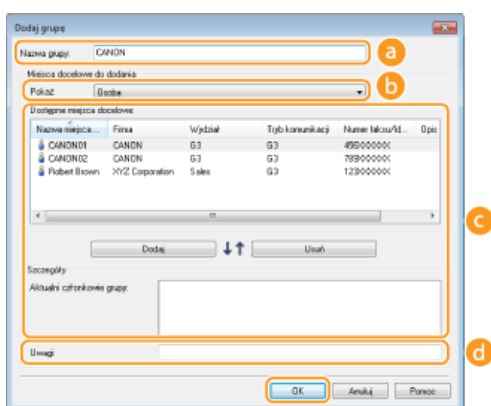 Dodaj grupę
Nazwa grupy: CANON
a
Miejsca docelowe do dodania
b
Pokaż Osoba
Dostępne miejsca docelowe:
Nazwa miejsca ... Firma Wydział Tryb komunikacji Numer faksu/Id... Opis
CANON01 CANON G3 G3 456XXXXXX
CANON02 CANON G3 G3 789XXXXXX
Robert Brown XYZ Corporation Sales G3 123XXXXXX
c
Dodaj Usuń
Szczegóły
Aktualni członkowie grupy:
Uwagi: d
OK Anuluj Pomoc